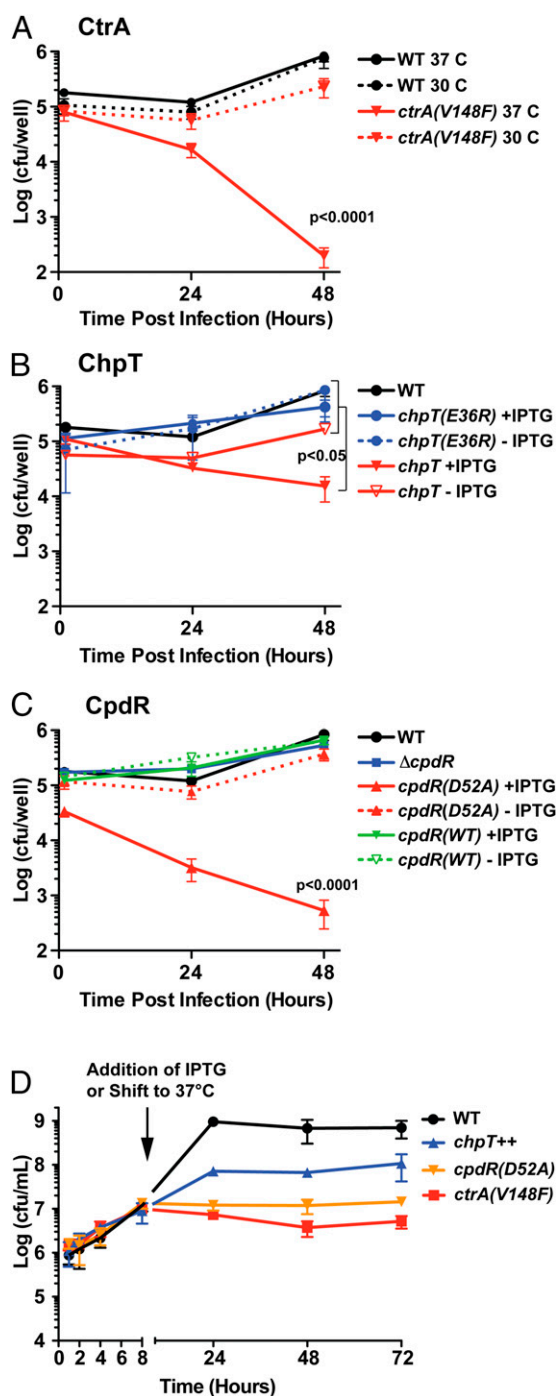 A CtrA
Log (cfu/well)
6
5
4
3
2
0 24 48
Time Post Infection (Hours)
p<0.0001
WT 37 C
WT 30 C
ctrA(V148F) 37 C
ctrA(V148F) 30 C
B ChpT
Log (cfu/well)
6
5
4
3
2
0 24 48
Time Post Infection (Hours)
p<0.05
WT
chpT(E36R) +IPTG
chpT(E36R) - IPTG
chpT +IPTG
chpT - IPTG
C CpdR
Log (cfu/well)
6
5
4
3
2
0 24 48
Time Post Infection (Hours)
p<0.0001
WT
ΔcpdR
cpdR(D52A) +IPTG
cpdR(D52A) - IPTG
cpdR(WT) +IPTG
cpdR(WT) - IPTG
D
Addition of IPTG
or Shift to 37°C
Log (cfu/mL)
9
8
7
6
5
4
0 2 4 6 8 24 48 72
Time (Hours)
WT
chpT++
cpdR(D52A)
ctrA(V148F)